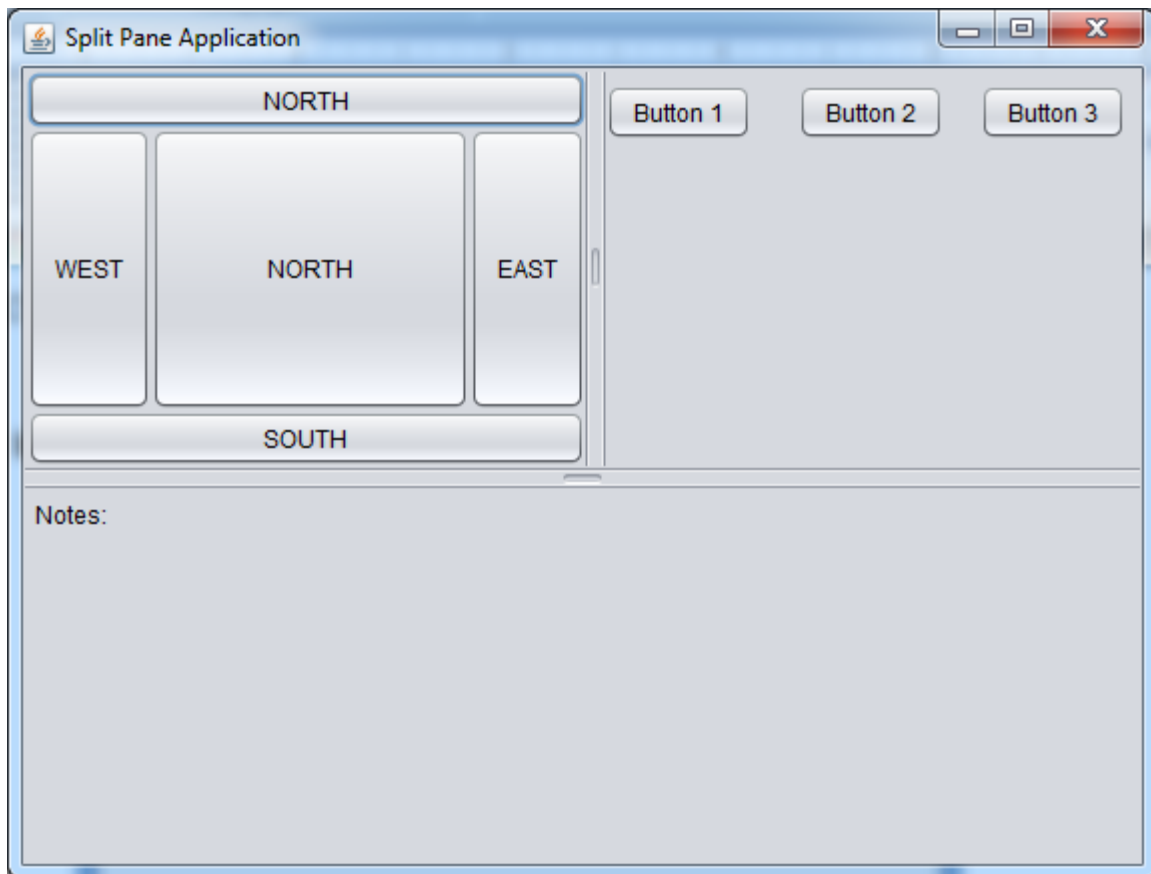 Split Pane Application
NORTH
WEST NORTH EAST
SOUTH
Button 1 Button 2 Button 3
Notes: